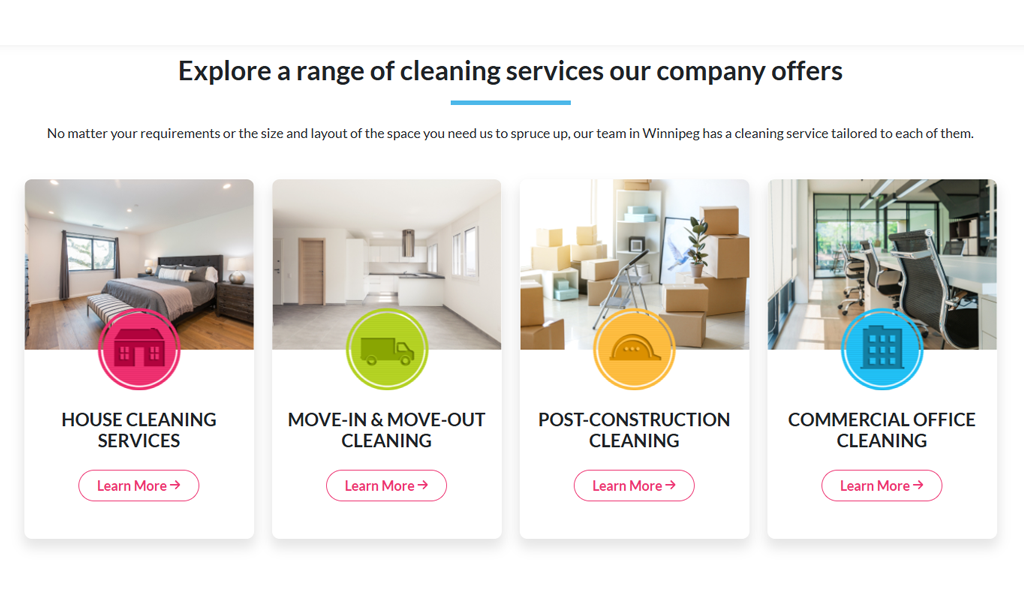 Explore a range of cleaning services our company offers
No matter your requirements or the size and layout of the space you need us to spruce up, our team in Winnipeg has a cleaning service tailored to each of them.
HOUSE CLEANING
SERVICES
Learn More →
MOVE-IN & MOVE-OUT
CLEANING
Learn More →
POST-CONSTRUCTION
CLEANING
Learn More →
COMMERCIAL OFFICE
CLEANING
Learn More →